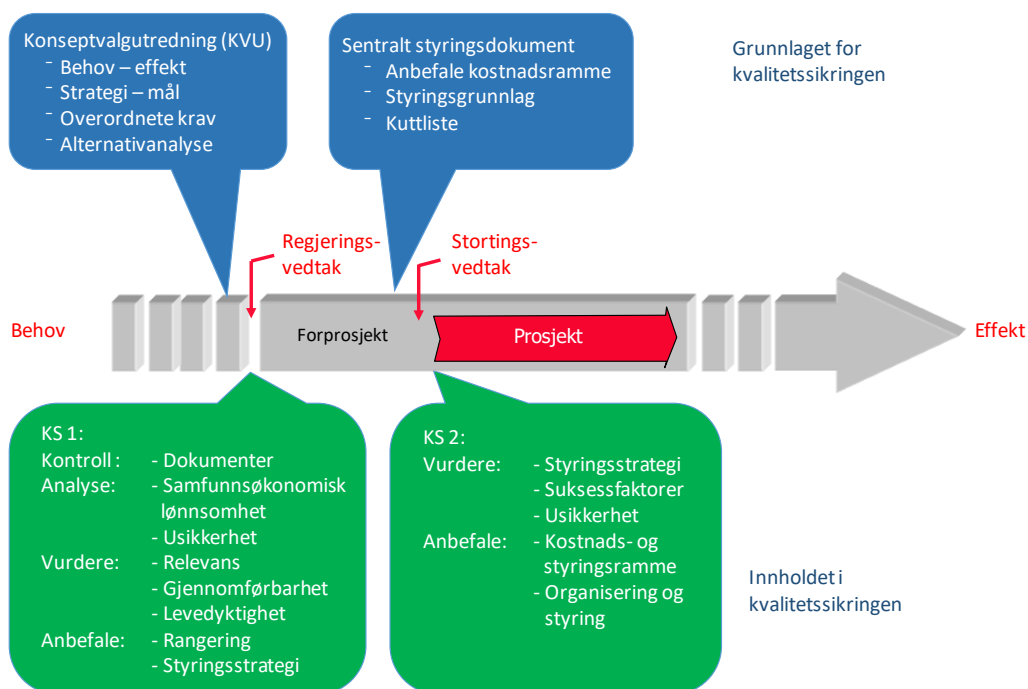 Konseptvalgutredning (KVU)
- Behov – effekt
- Strategi – mål
- Overordnete krav
- Alternativanalyse
Sentralt styringsdokument
- Anbefale kostnadsramme
- Styringsgrunnlag
- Kuttliste
Grunnlaget for
kvalitetssikringen
Regjerings-
vedtak
Stortings-
vedtak
Behov
Forprosjekt
Prosjekt
Effekt
KS 1:
Kontroll : - Dokumenter
Analyse: - Samfunnsøkonomisk
lønnsomhet
- Usikkerhet
Vurdere: - Relevans
- Gjennomførbarhet
- Levedyktighet
Anbefale: - Rangering
- Styringsstrategi
KS 2:
Vurdere: - Styringsstrategi
- Suksessfaktorer
- Usikkerhet
Anbefale: - Kostnads- og
styringsramme
- Organisering og
styring
Innholdet i
kvalitetssikringen